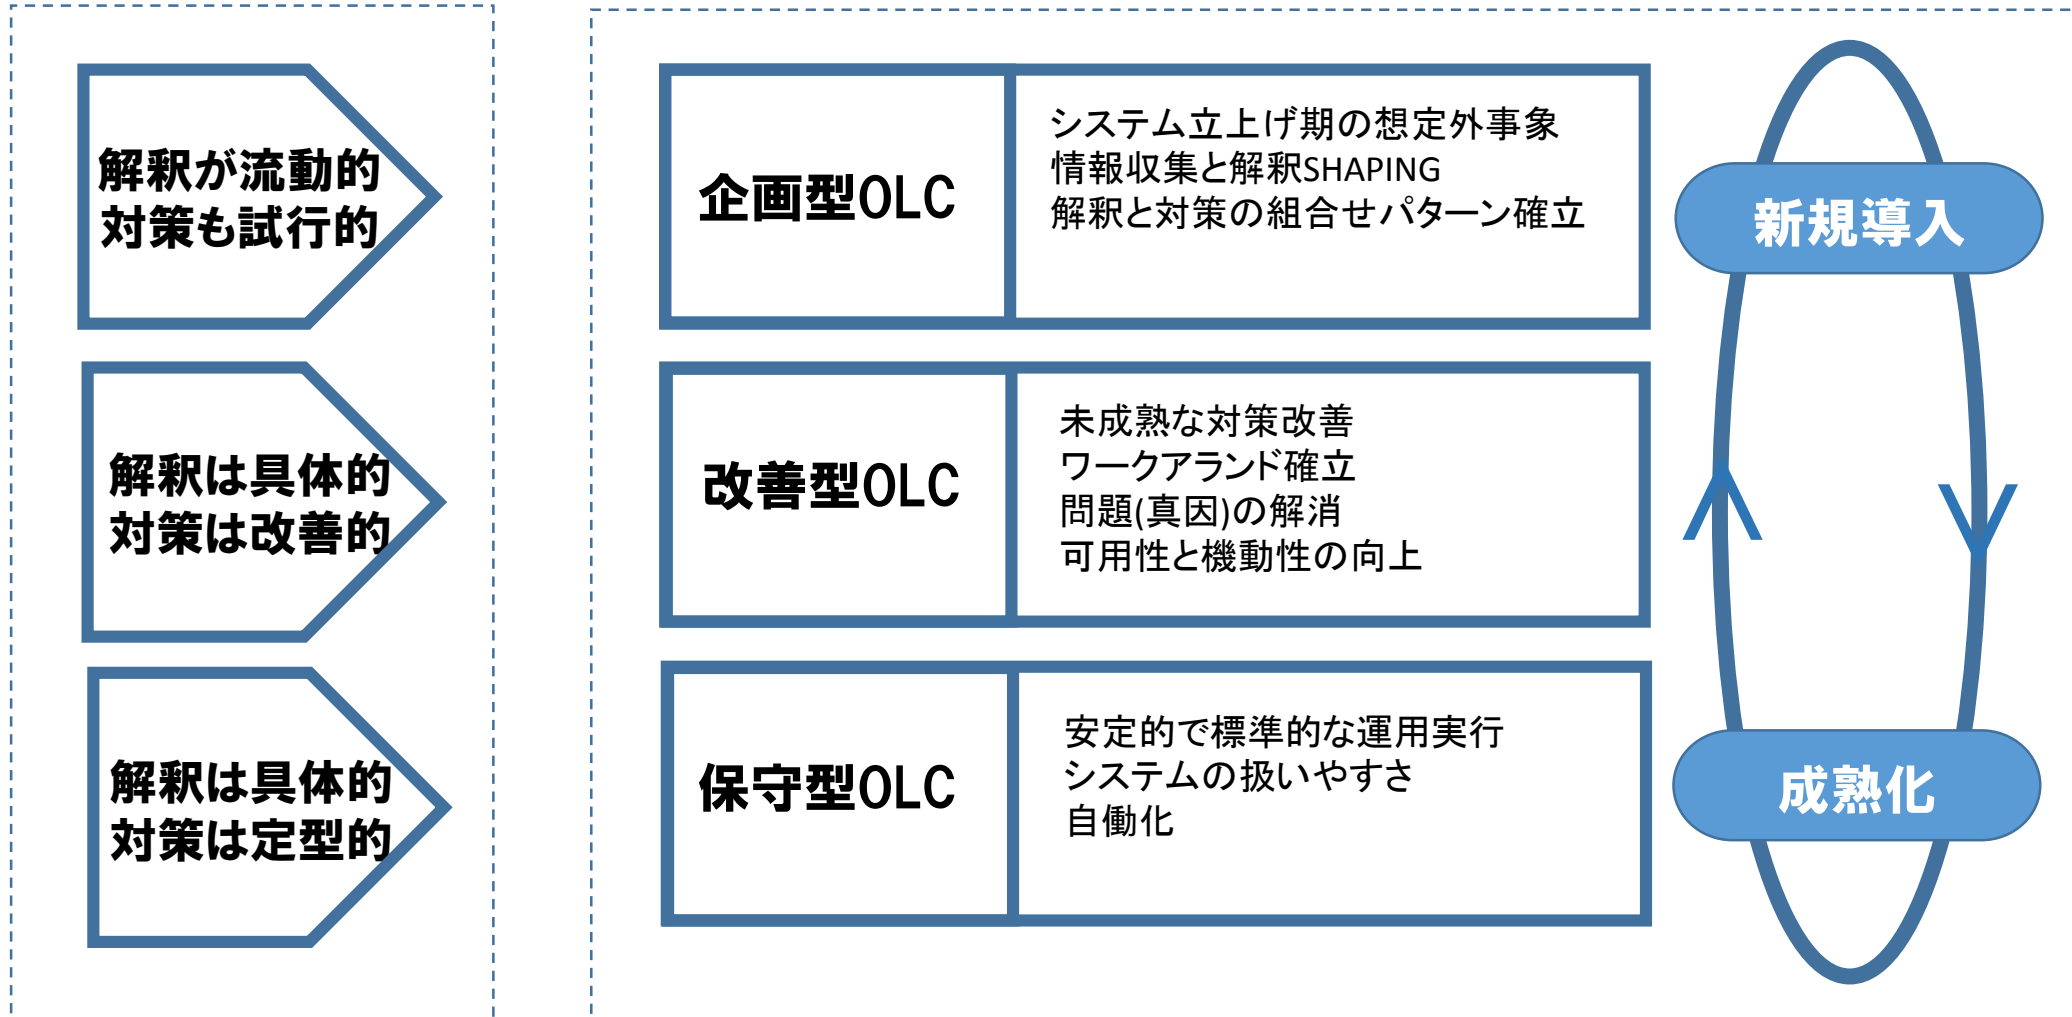 解釈が流動的
対策も試行的
企画型OLC
システム立上げ期の想定外事象
情報収集と解釈SHAPING
解釈と対策の組合せパターン確立
新規導入
解釈は具体的
対策は改善的
改善型OLC
未成熟な対策改善
ワークアランド確立
問題(真因)の解消
可用性と機動性の向上
解釈は具体的
対策は定型的
保守型OLC
安定的で標準的な運用実行
システムの扱いやすさ
自働化
成熟化